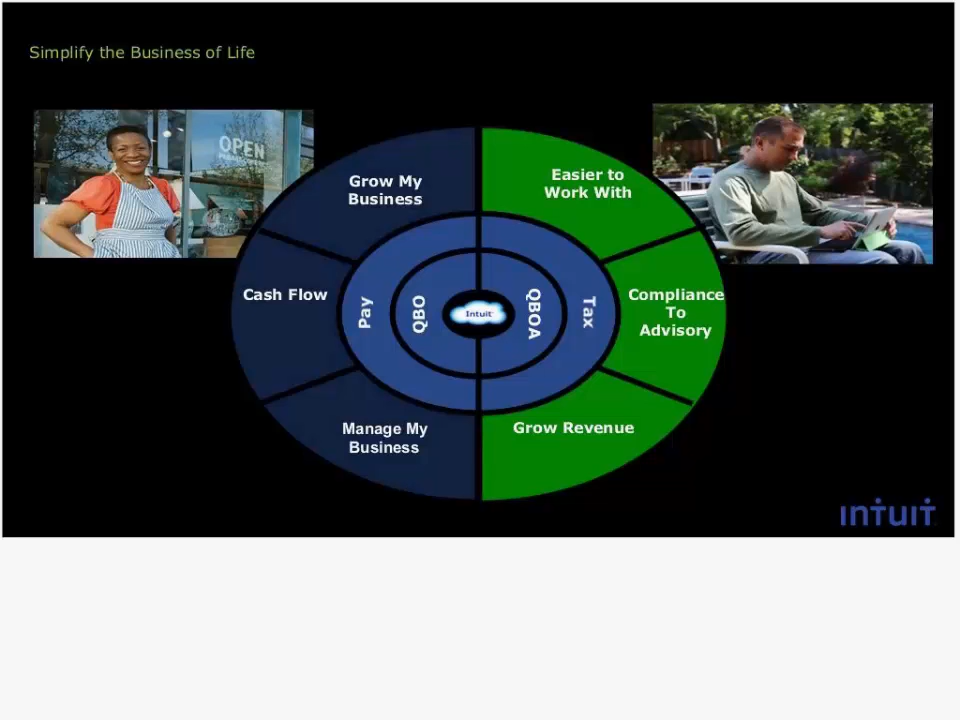 Simplify the Business of Life
OPEN
Grow My
Business
Easier to
Work With
Cash Flow
Pay
QBO
Intuit
QBOA
Tax
Compliance
To
Advisory
Manage My
Business
Grow Revenue
intuit